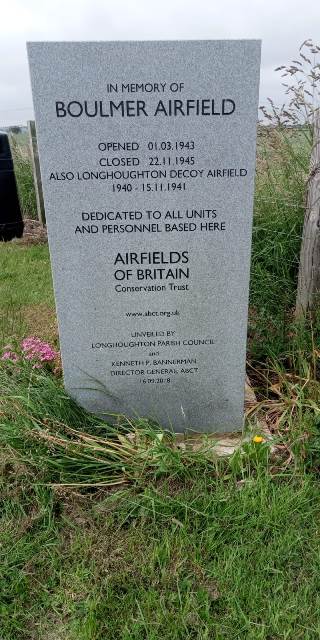 IN MEMORY OF
BOULMER AIRFIELD
OPENED 01.03.1943
CLOSED 22.11.1945
ALSO LONGHOUGHTON DECOY AIRFIELD
1940 - 15.11.1941
DEDICATED TO ALL UNITS
AND PERSONNEL BASED HERE
AIRFIELDS
OF BRITAIN
Conservation Trust
www.abct.org.uk
UNVEILED BY
LONGHOUGHTON PARISH COUNCIL
and
KENNETH P. BANNERMAN
DIRECTOR GENERAL, ABCT
16.09.2018